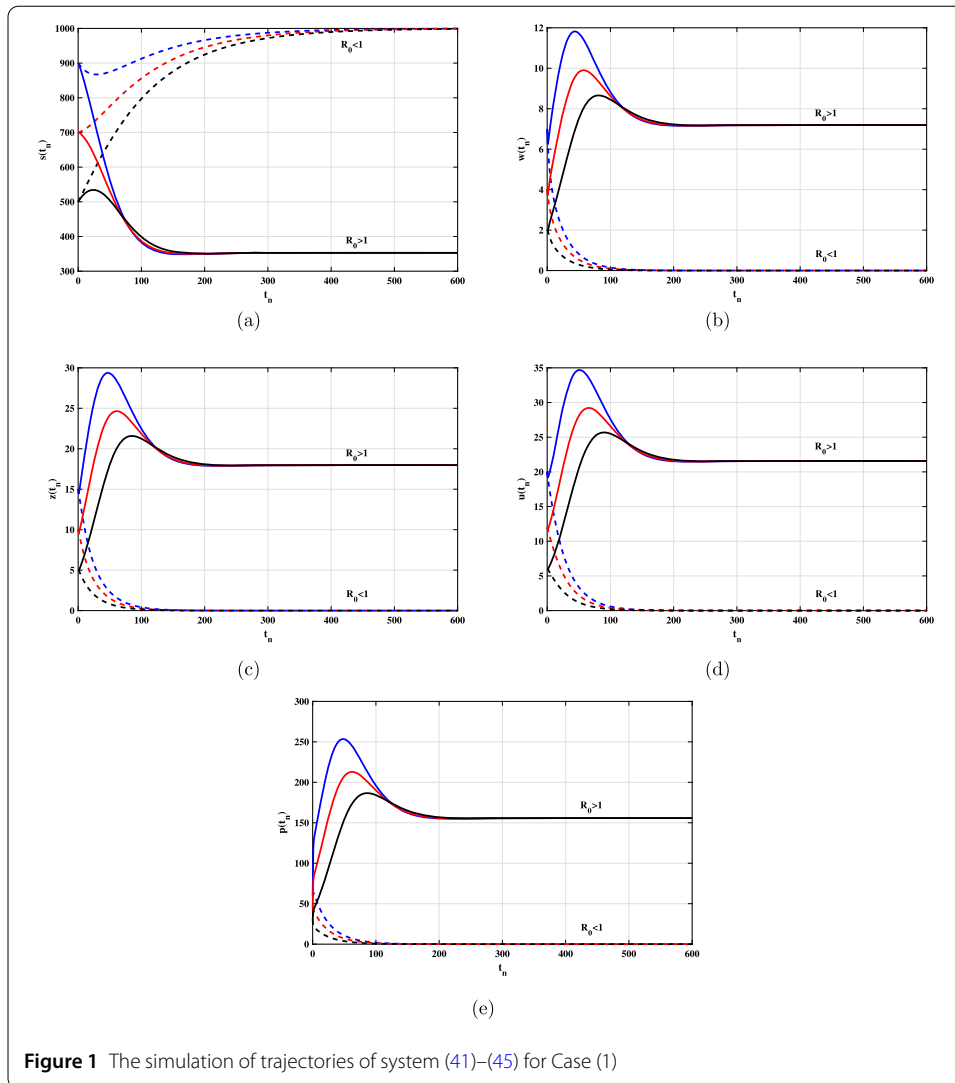 1000
900
800
700
600
500
400
300
0
100
200
300
400
500
600
s(t_n)
t_n
R_0<1
R_0>1
(a)
12
10
8
6
4
2
0
0
100
200
300
400
500
600
w(t_n)
t_n
R_0>1
R_0<1
(b)
30
25
20
15
10
5
0
0
100
200
300
400
500
600
z(t_n)
t_n
R_0>1
R_0<1
(c)
35
30
25
20
15
10
5
0
0
100
200
300
400
500
600
u(t_n)
t_n
R_0>1
R_0<1
(d)
300
250
200
150
100
50
0
0
100
200
300
400
500
600
p(t_n)
t_n
R_0>1
R_0<1
(e)
Figure 1 The simulation of trajectories of system (41)–(45) for Case (1)